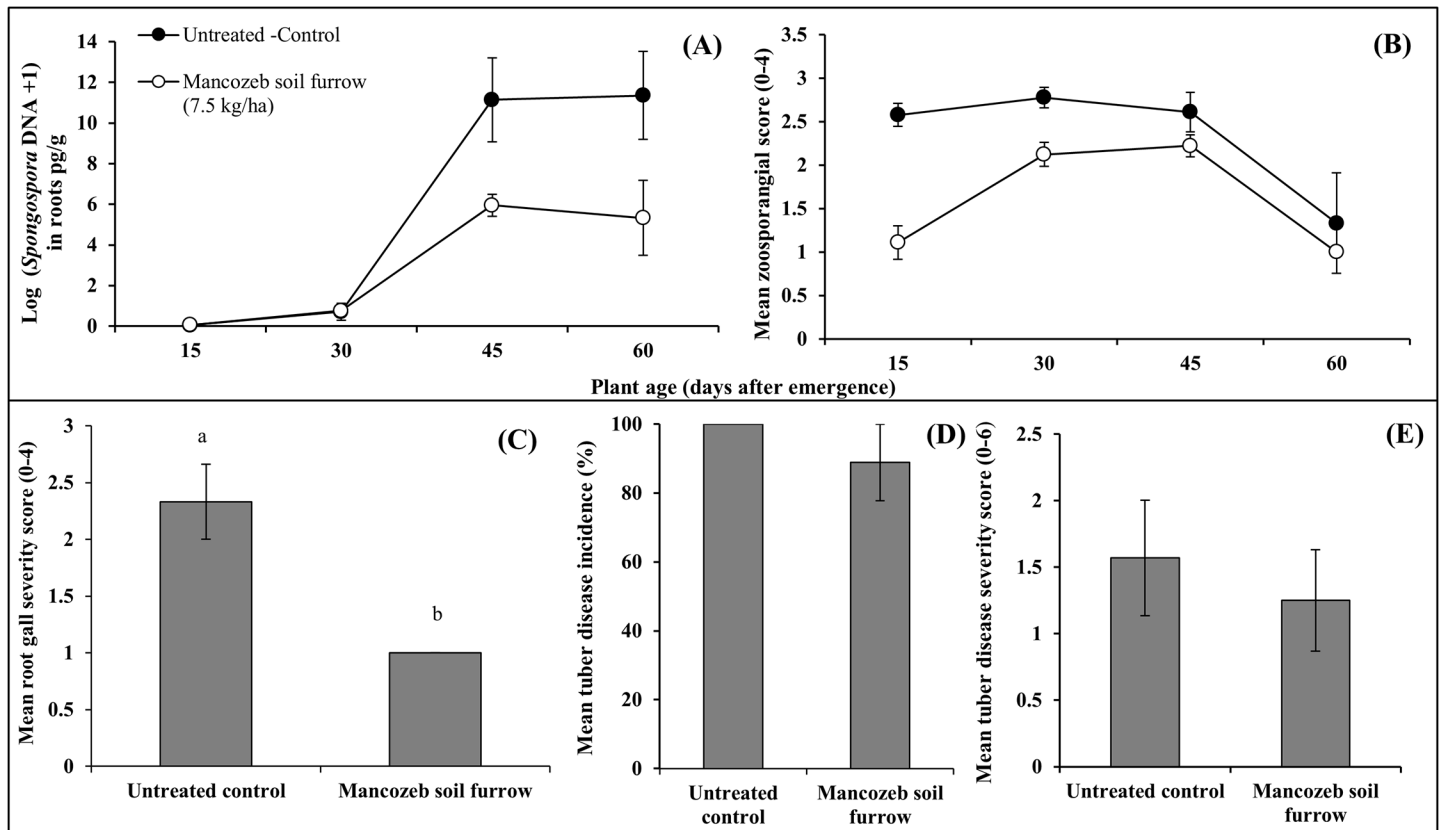 (A)
Untreated -Control
Mancozeb soil furrow
(7.5 kg/ha)
Log (Spongospora DNA +1)
in roots pg/g
14
12
10
8
6
4
2
0
15 30 45 60
(B)
Mean zoosporangial score (0-4)
3
2.5
2
1.5
1
0.5
0
15 30 45 60
Plant age (days after emergence)
(C)
Mean root gall severity score (0-4)
3
2.5
2
1.5
1
0.5
0
a
b
Untreated control Mancozeb soil furrow
(D)
Mean tuber disease incidence (%)
100
80
60
40
20
0
Untreated
control
Mancozeb soil
furrow
(E)
Mean tuber disease severity score (0-6)
2.5
2
1.5
1
0.5
0
Untreated control
Mancozeb soil
furrow